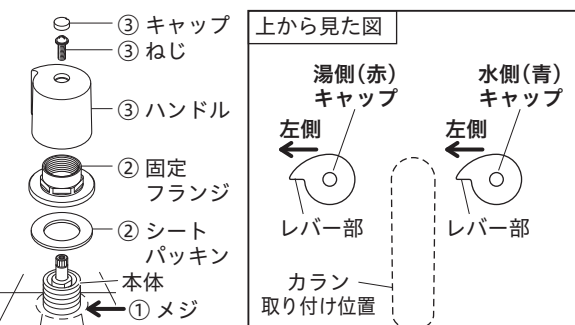 ③ キャップ
③ ねじ
③ ハンドル
② 固定
フランジ
② シート
パッキン
本体
① メジ
上から見た図
湯側（赤）
キャップ
水側（青）
キャップ
左側
左側
レバー部
レバー部
カラン
取り付け位置